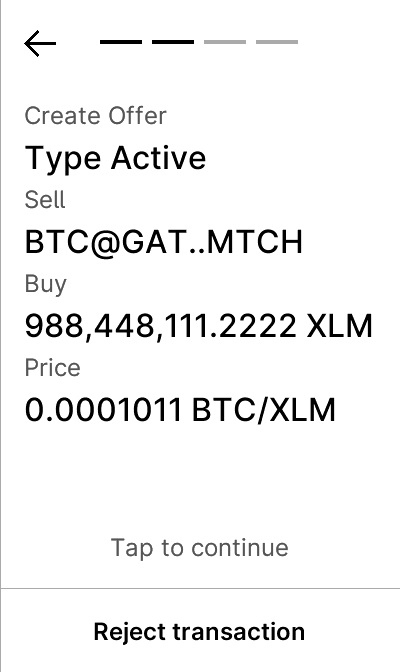 Create Offer
Type Active
Sell
BTC@GAT..MTCH
Buy
988,448,111.2222 XLM
Price
0.0001011 BTC/XLM
Tap to continue
Reject transaction